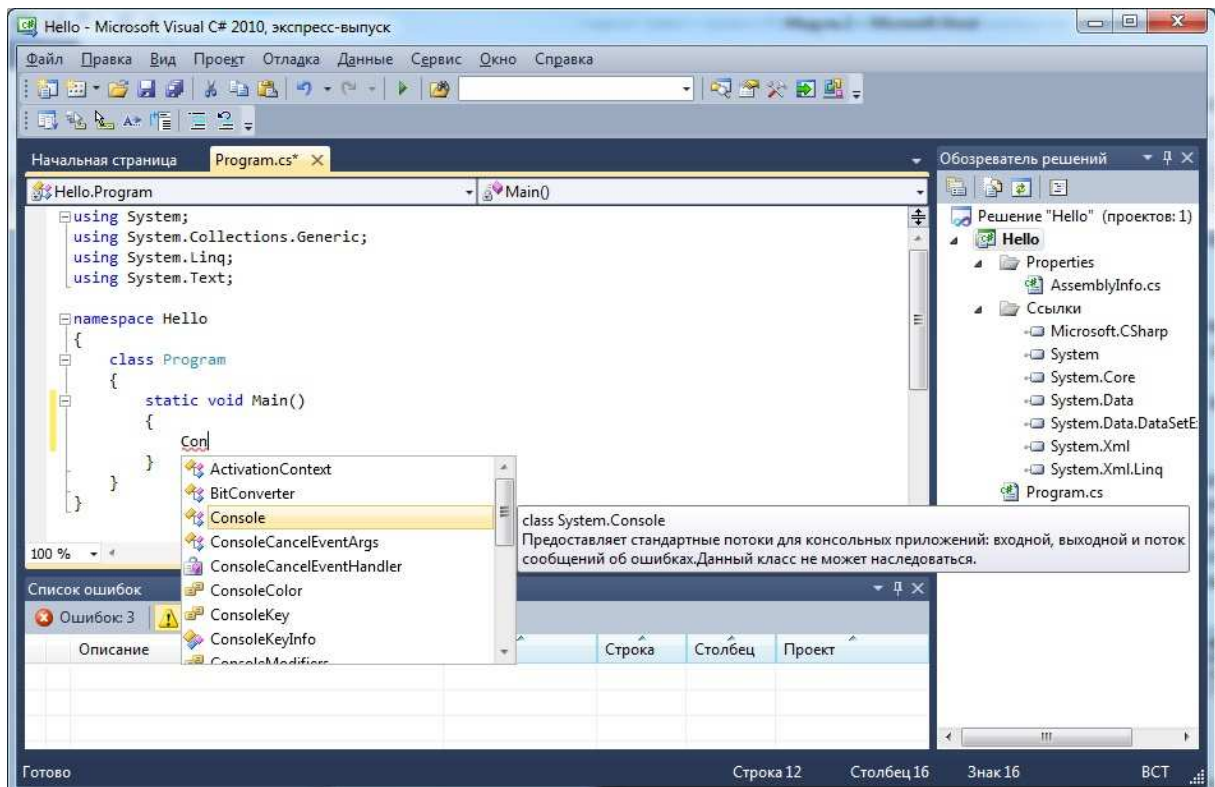 Hello - Microsoft Visual C# 2010, экспресс-выпуск
Файл Правка Вид Проект Отладка Данные Сервис Окно Справка
Начальная страница Program.cs*
Hello.Program Main()
using System;
using System.Collections.Generic;
using System.Linq;
using System.Text;
namespace Hello
{
class Program
{
static void Main()
{
Con
}
}
}
ActivationContext
BitConverter
Console
ConsoleCancelEventArgs
ConsoleCancelEventHandler
ConsoleColor
ConsoleKey
ConsoleKeyInfo
ConsoleModifiers
class System.Console
Предоставляет стандартные потоки для консольных приложений: входной, выходной и поток
сообщений об ошибках.Данный класс не может наследоваться.
100 %
Список ошибок
Ошибок: 3
Описание Строка Столбец Проект
Обозреватель решений
Решение "Hello" (проектов: 1)
Hello
Properties
AssemblyInfo.cs
Ссылки
Microsoft.CSharp
System
System.Core
System.Data
System.Data.DataSetE
System.Xml
System.Xml.Linq
Program.cs
Готово Строка 12 Столбец 16 Знак 16 ВСТ